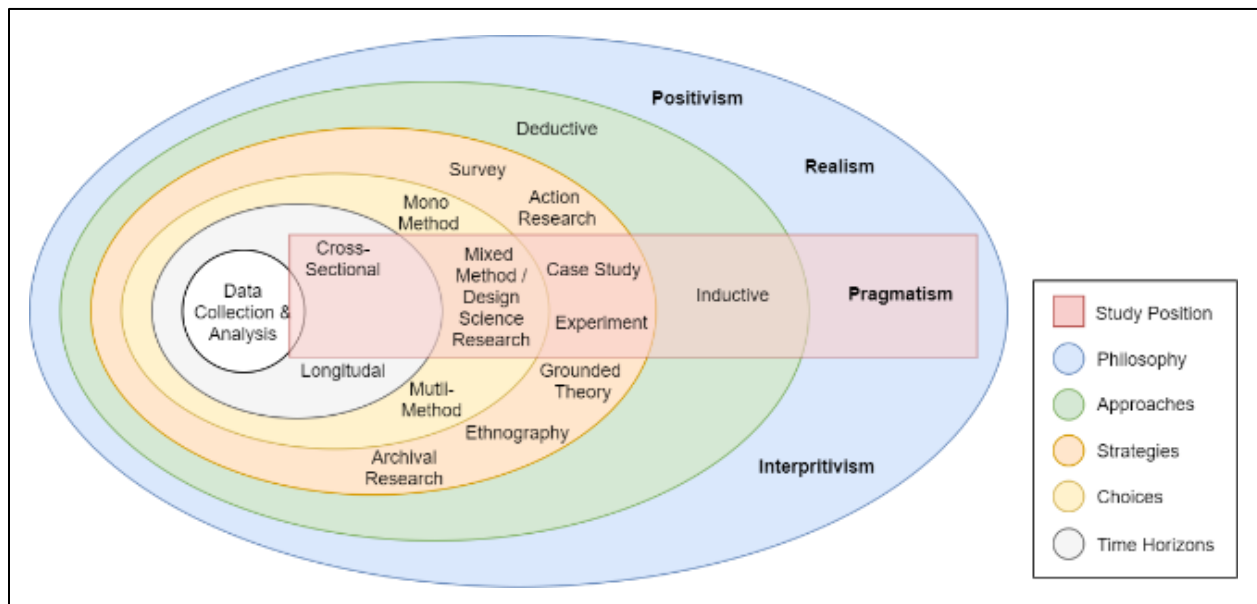 Positivism
Deductive
Realism
Survey
Action
Research
Mono
Method
Cross-
Sectional
Mixed
Method /
Design
Science
Research
Case Study
Experiment
Inductive
Pragmatism
Data
Collection &
Analysis
Longitudal
Mutli-
Method
Grounded
Theory
Ethnography
Archival
Research
Interpritivism
Study Position
Philosophy
Approaches
Strategies
Choices
Time Horizons